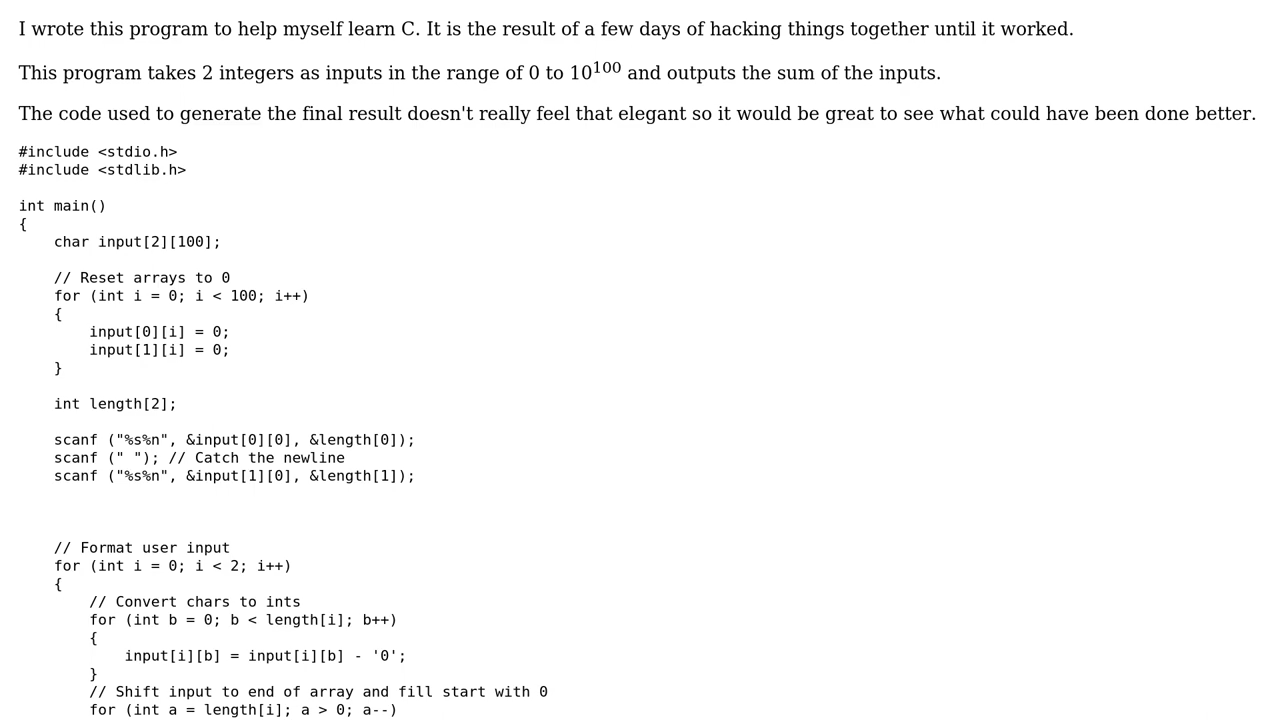 I wrote this program to help myself learn C. It is the result of a few days of hacking things together until it worked.
This program takes 2 integers as inputs in the range of 0 to 10^100 and outputs the sum of the inputs.
The code used to generate the final result doesn't really feel that elegant so it would be great to see what could have been done better.
#include <stdio.h>
#include <stdlib.h>
int main()
{
    char input[2][100];
    // Reset arrays to 0
    for (int i = 0; i < 100; i++)
    {
        input[0][i] = 0;
        input[1][i] = 0;
    }
    int length[2];
    scanf ("%s%n", &input[0][0], &length[0]);
    scanf (" "); // Catch the newline
    scanf ("%s%n", &input[1][0], &length[1]);
    // Format user input
    for (int i = 0; i < 2; i++)
    {
        // Convert chars to ints
        for (int b = 0; b < length[i]; b++)
        {
            input[i][b] = input[i][b] - '0';
        }
        // Shift input to end of array and fill start with 0
        for (int a = length[i]; a > 0; a--)